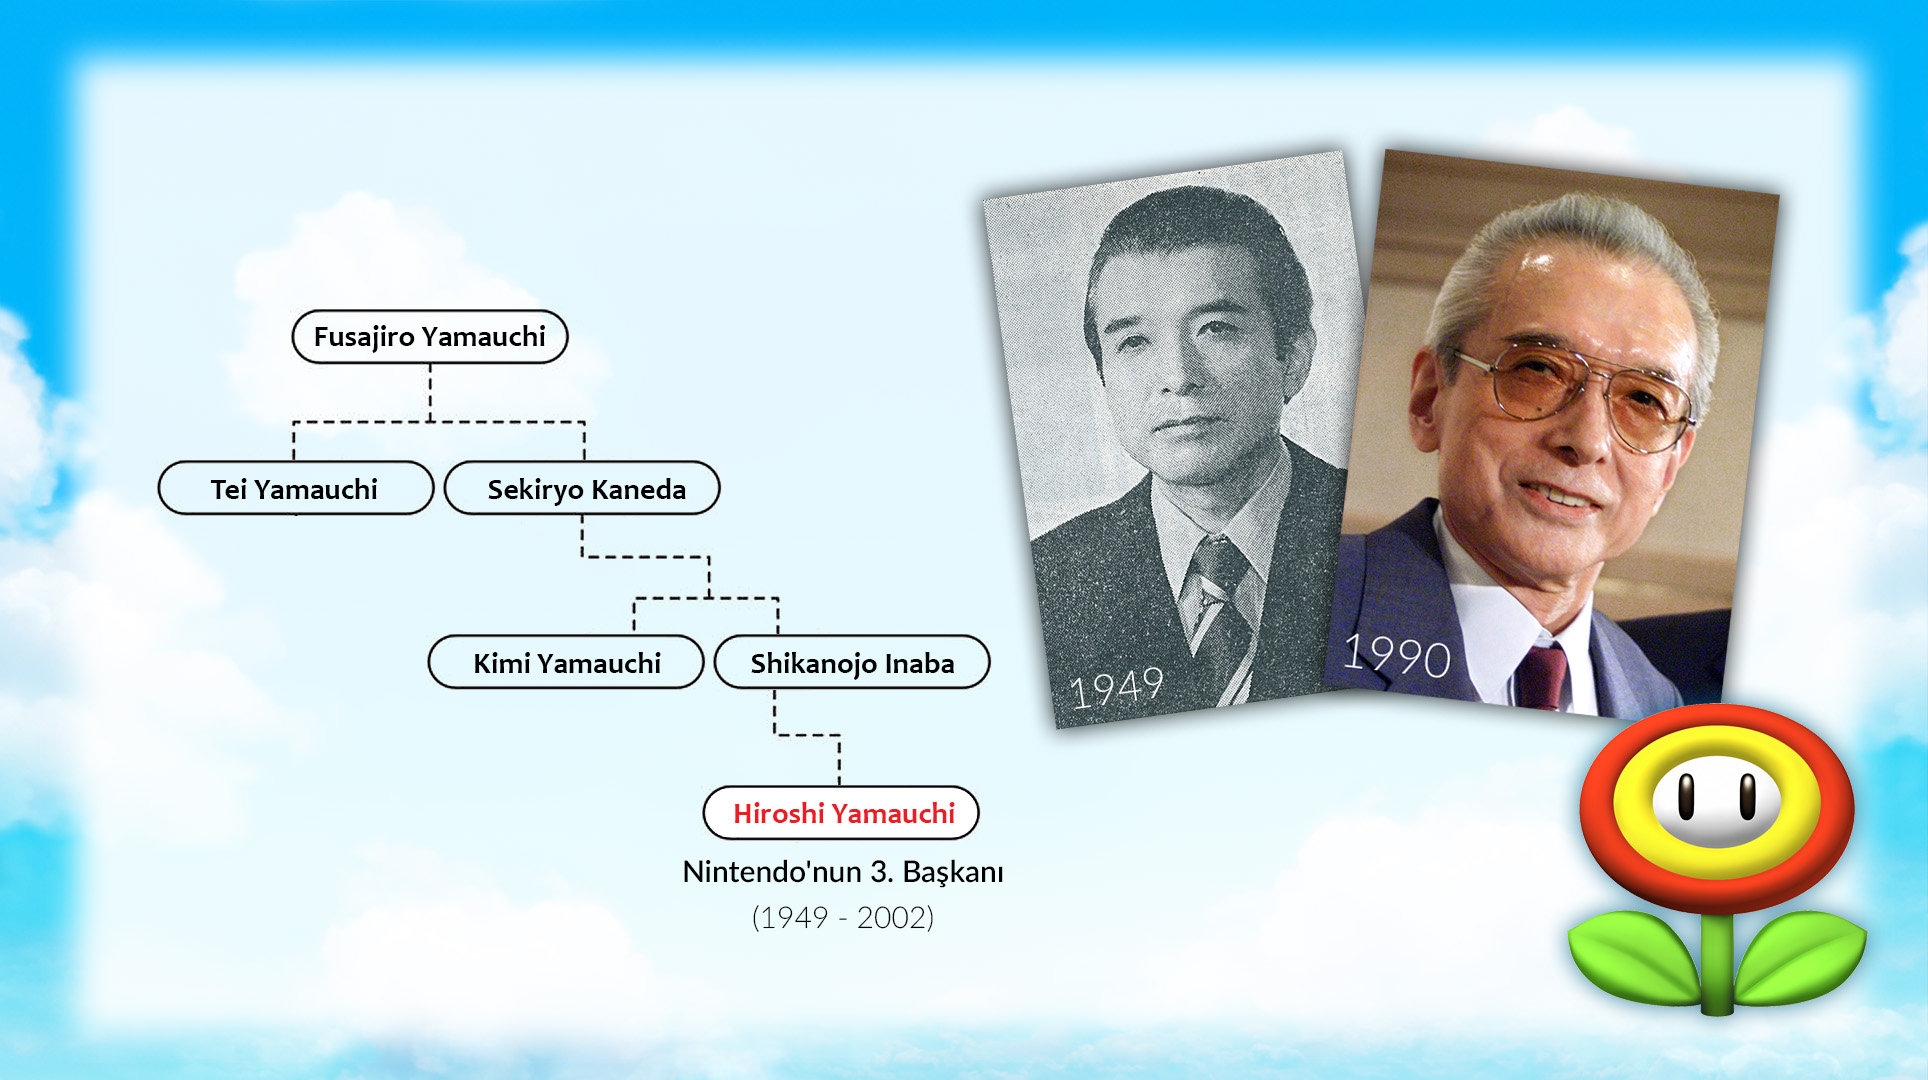 Fusajiro Yamauchi
Tei Yamauchi
Sekiryo Kaneda
Kimi Yamauchi
Shikanojo Inaba
Hiroshi Yamauchi
Nintendo'nun 3. Başkanı
(1949 - 2002)
1949
1990